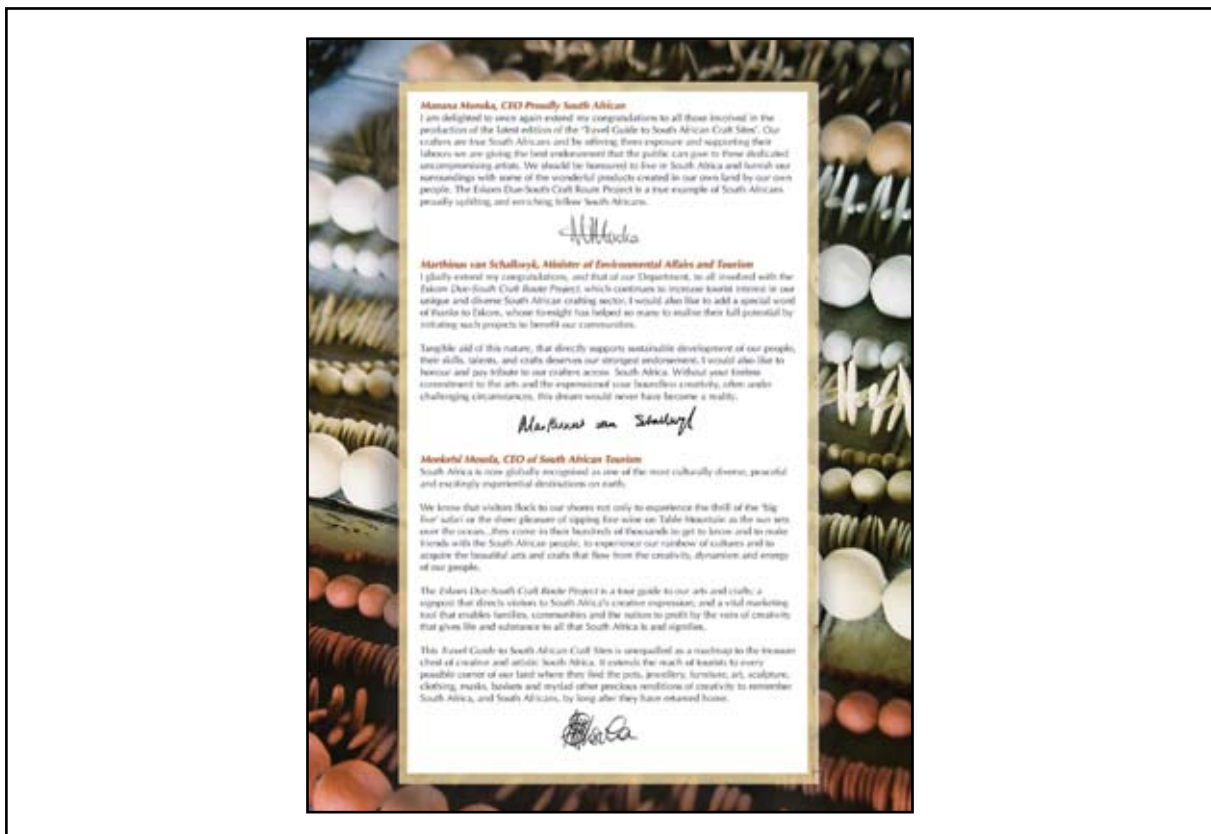 Manana Moroka, CEO Proudly South African
I am delighted to once again extend my congratulations to all those involved in the
production of the latest edition of the 'Travel Guide to South African Craft Sites'. Our
crafters are true South Africans and by offering them exposure and supporting their
labours we are giving the best endorsement that the public can give to these dedicated
uncompromising artists. We should be honoured to live in South Africa and furnish our
surroundings with some of the wonderful products created in our own land by our own
people. The Eskom Due-South Craft Route Project is a true example of South Africans
proudly uplifting and enriching fellow South Africans.
Marthinus van Schalkwyk, Minister of Environmental Affairs and Tourism
I gladly extend my congratulations, and that of our Department, to all involved with the
Eskom Due-South Craft Route Project, which continues to increase tourist interest in our
unique and diverse South African crafting sector. I would also like to add a special word
of thanks to Eskom, whose foresight has helped so many to realise their full potential by
initiating such projects to benefit our communities.
Tangible aid of this nature, that directly supports sustainable development of our people,
their skills, talents, and crafts deserves our strongest endorsement. I would also like to
honour and pay tribute to our crafters across South Africa. Without your tireless
commitment to the arts and the expression of your boundless creativity, often under
challenging circumstances, this dream would never have become a reality.
Marthinus van Schalkwyk
Moeketsi Mosola, CEO of South African Tourism
South Africa is now globally recognised as one of the most culturally diverse, peaceful
and excitingly experiential destinations on earth.
We know that visitors flock to our shores not only to experience the thrill of the 'big
five' safari or the sheer pleasure of sipping fine wine on Table Mountain as the sun sets
over the ocean...they come in their hundreds of thousands to get to know and to make
friends with the South African people, to experience our rainbow of cultures and to
acquire the beautiful arts and crafts that flow from the creativity, dynamism and energy
of our people.
The Eskom Due-South Craft Route Project is a tour guide to our arts and crafts; a
signpost that directs visitors to South Africa's creative expression; and a vital marketing
tool that enables families, communities and the nation to profit by the vein of creativity
that gives life and substance to all that South Africa is and signifies.
This Travel Guide to South African Craft Sites is unequalled as a roadmap to the treasure
chest of creative and artistic South Africa. It extends the reach of tourists to every
possible corner of our land where they find the pots, jewellery, furniture, art, sculpture,
clothing, masks, baskets and myriad other precious renditions of creativity to remember
South Africa, and South Africans, by long after they have returned home.